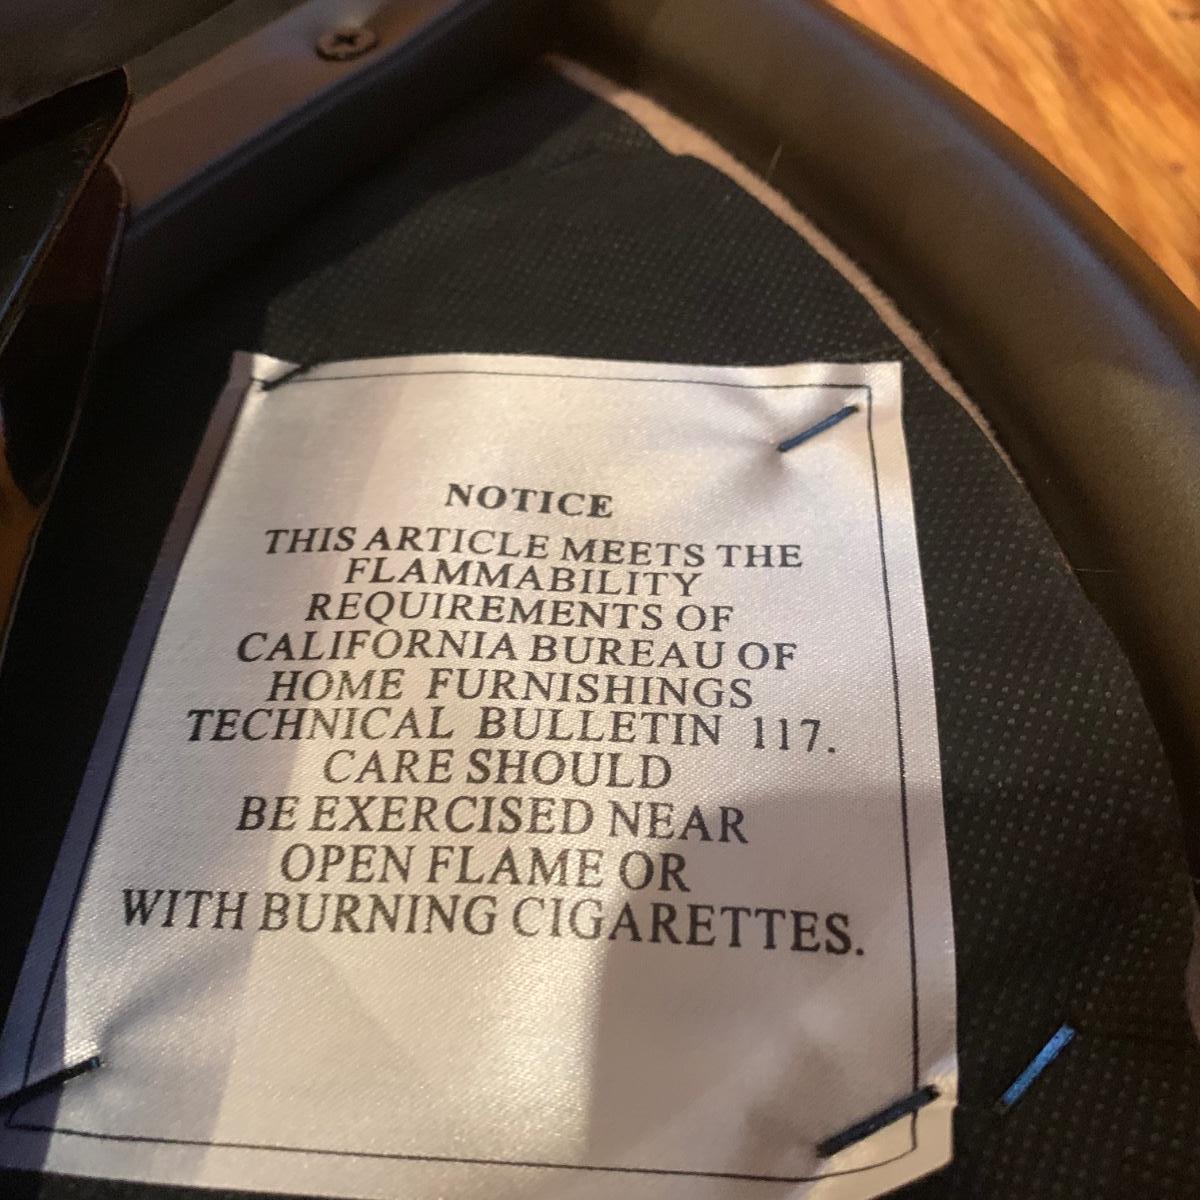 NOTICE
THIS ARTICLE MEETS THE
FLAMMABILITY
REQUIREMENTS OF
CALIFORNIA BUREAU OF
HOME FURNISHINGS
TECHNICAL BULLETIN 117.
CARE SHOULD
BE EXERCISED NEAR
OPEN FLAME OR
WITH BURNING CIGARETTES.